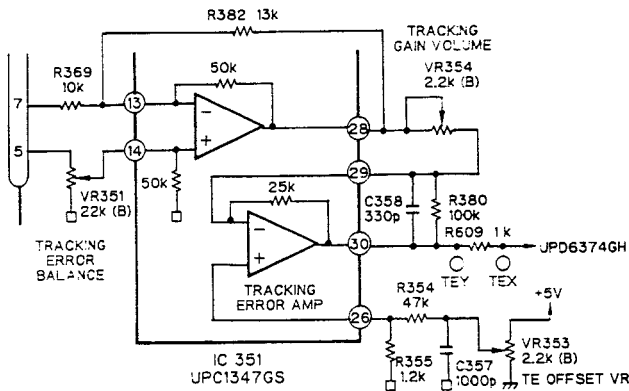 R382 13k
TRACKING
GAIN VOLUME
VR354
2.2k (B)
R369
10k
50k
7
13
28
5
14
29
VR351
22k (B)
50k
TRACKING
ERROR
BALANCE
25k
C358
330p
R380
100k
R609 1k
30
UPD6374GH
TEY
TEX
TRACKING
ERROR AMP
R354
47k
+5V
26
VR353
2.2k (B)
R355
1.2k
C357
1000p
TE OFFSET VR
IC 351
UPC1347GS
-
+
-
+